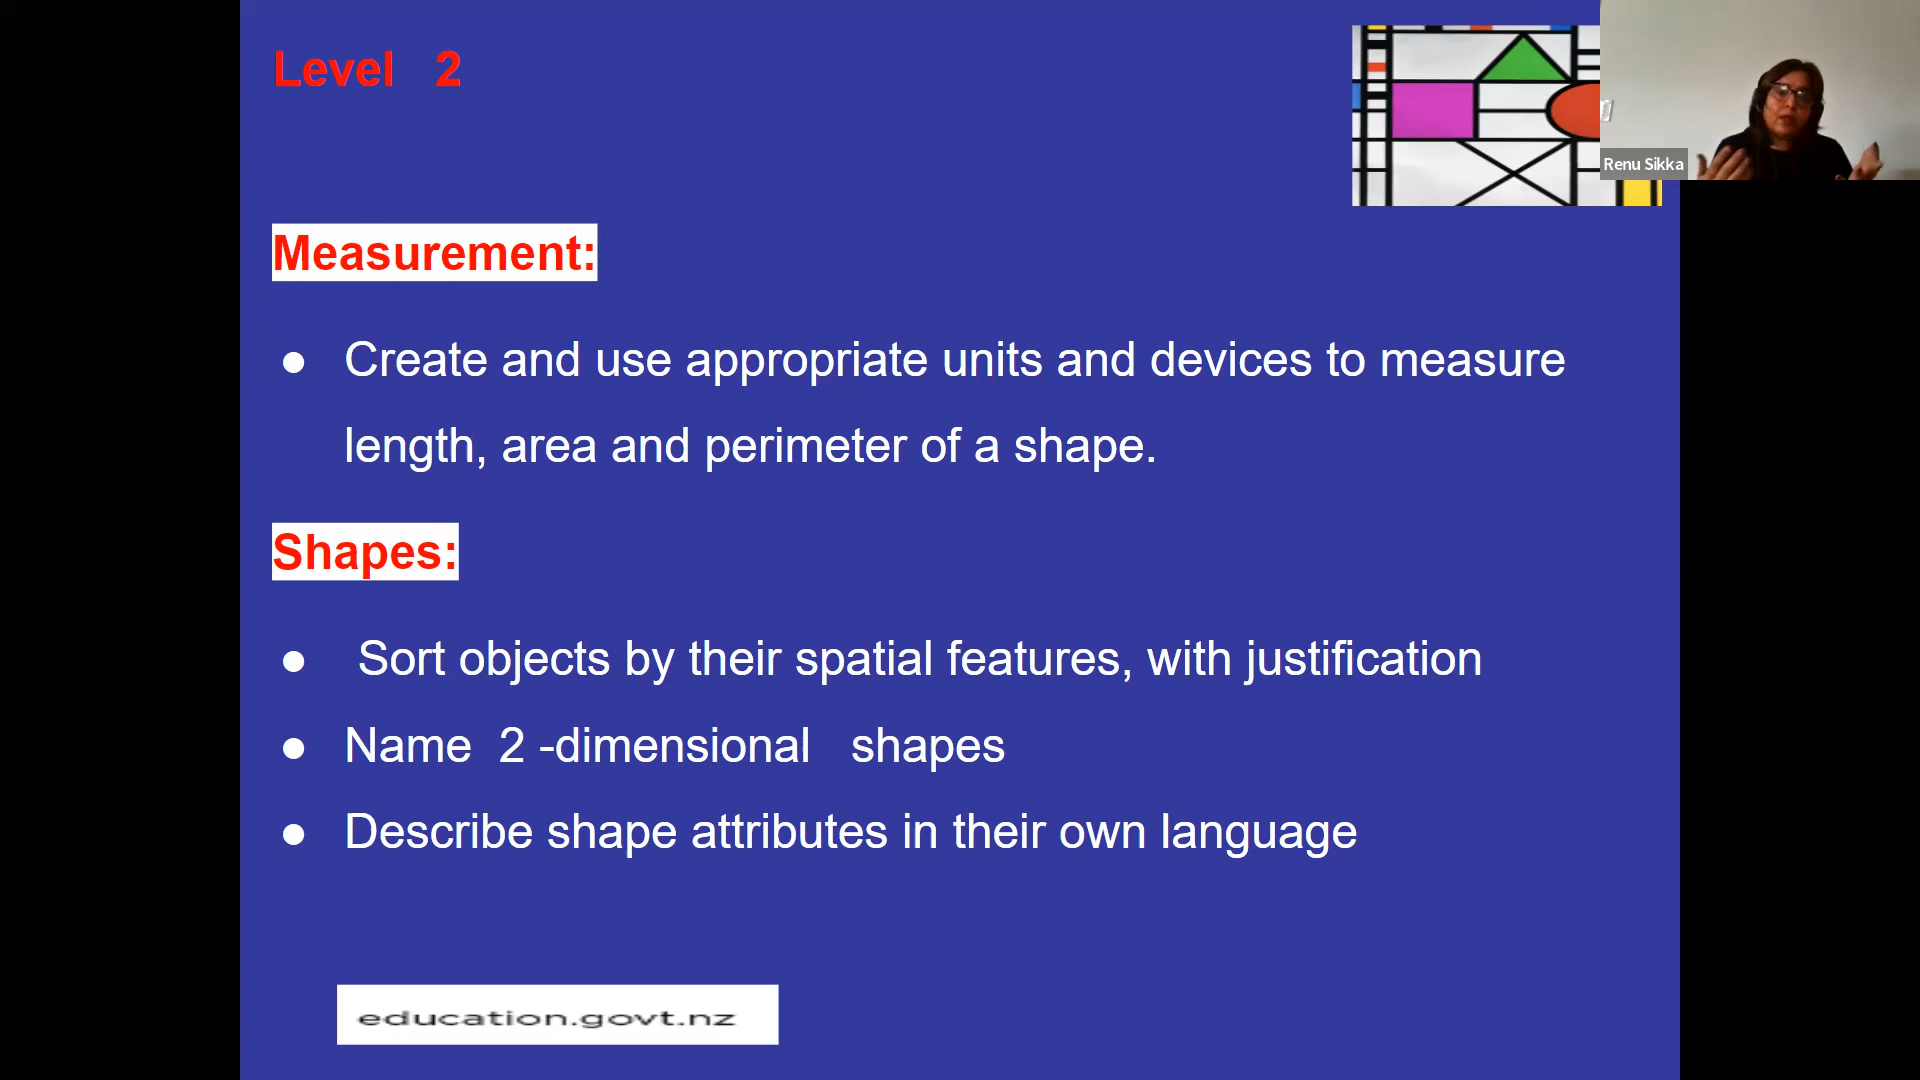 Level 2
Renu Sikka
Measurement:
● Create and use appropriate units and devices to measure
length, area and perimeter of a shape.
Shapes:
● Sort objects by their spatial features, with justification
● Name 2 -dimensional shapes
● Describe shape attributes in their own language
education.govt.nz